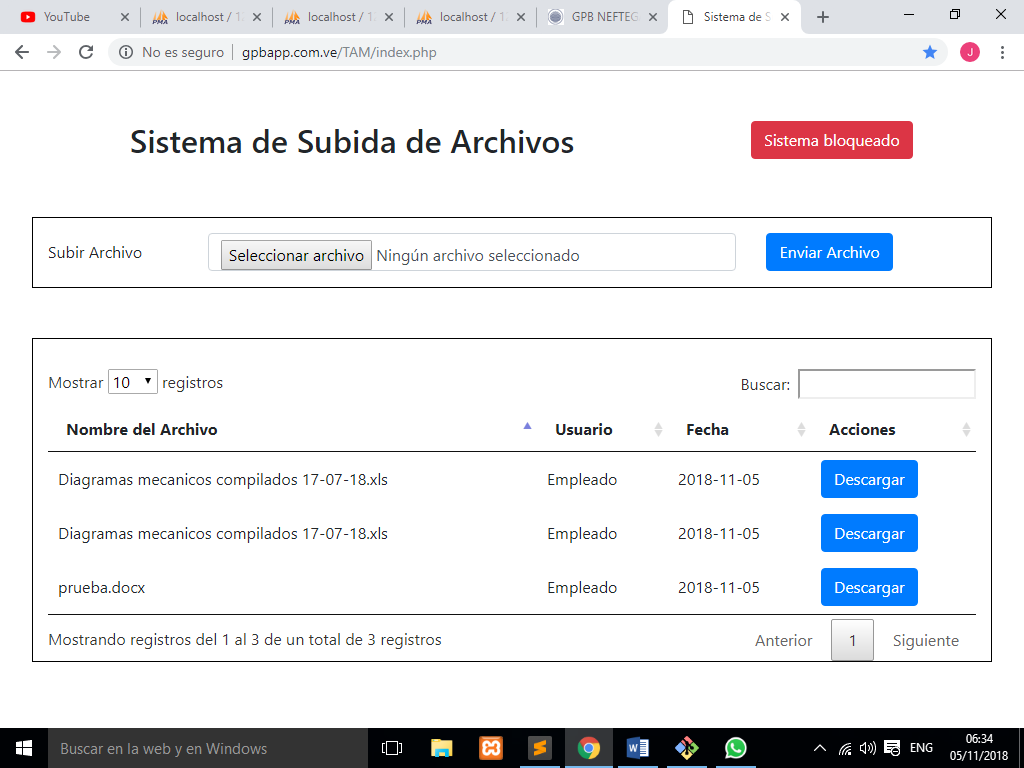 YouTube
localhost / 1
localhost / 1
localhost / 1
GPB NEFTEG
Sistema de S
No es seguro | gpbapp.com.ve/TAM/index.php
J
Sistema de Subida de Archivos
Sistema bloqueado
Subir Archivo
Seleccionar archivo Ningún archivo seleccionado
Enviar Archivo
Mostrar 10 registros
Buscar:
Nombre del Archivo Usuario Fecha Acciones
Diagramas mecanicos compilados 17-07-18.xls Empleado 2018-11-05 Descargar
Diagramas mecanicos compilados 17-07-18.xls Empleado 2018-11-05 Descargar
prueba.docx Empleado 2018-11-05 Descargar
Mostrando registros del 1 al 3 de un total de 3 registros
Anterior 1 Siguiente
Buscar en la web y en Windows
ENG
06:34
05/11/2018